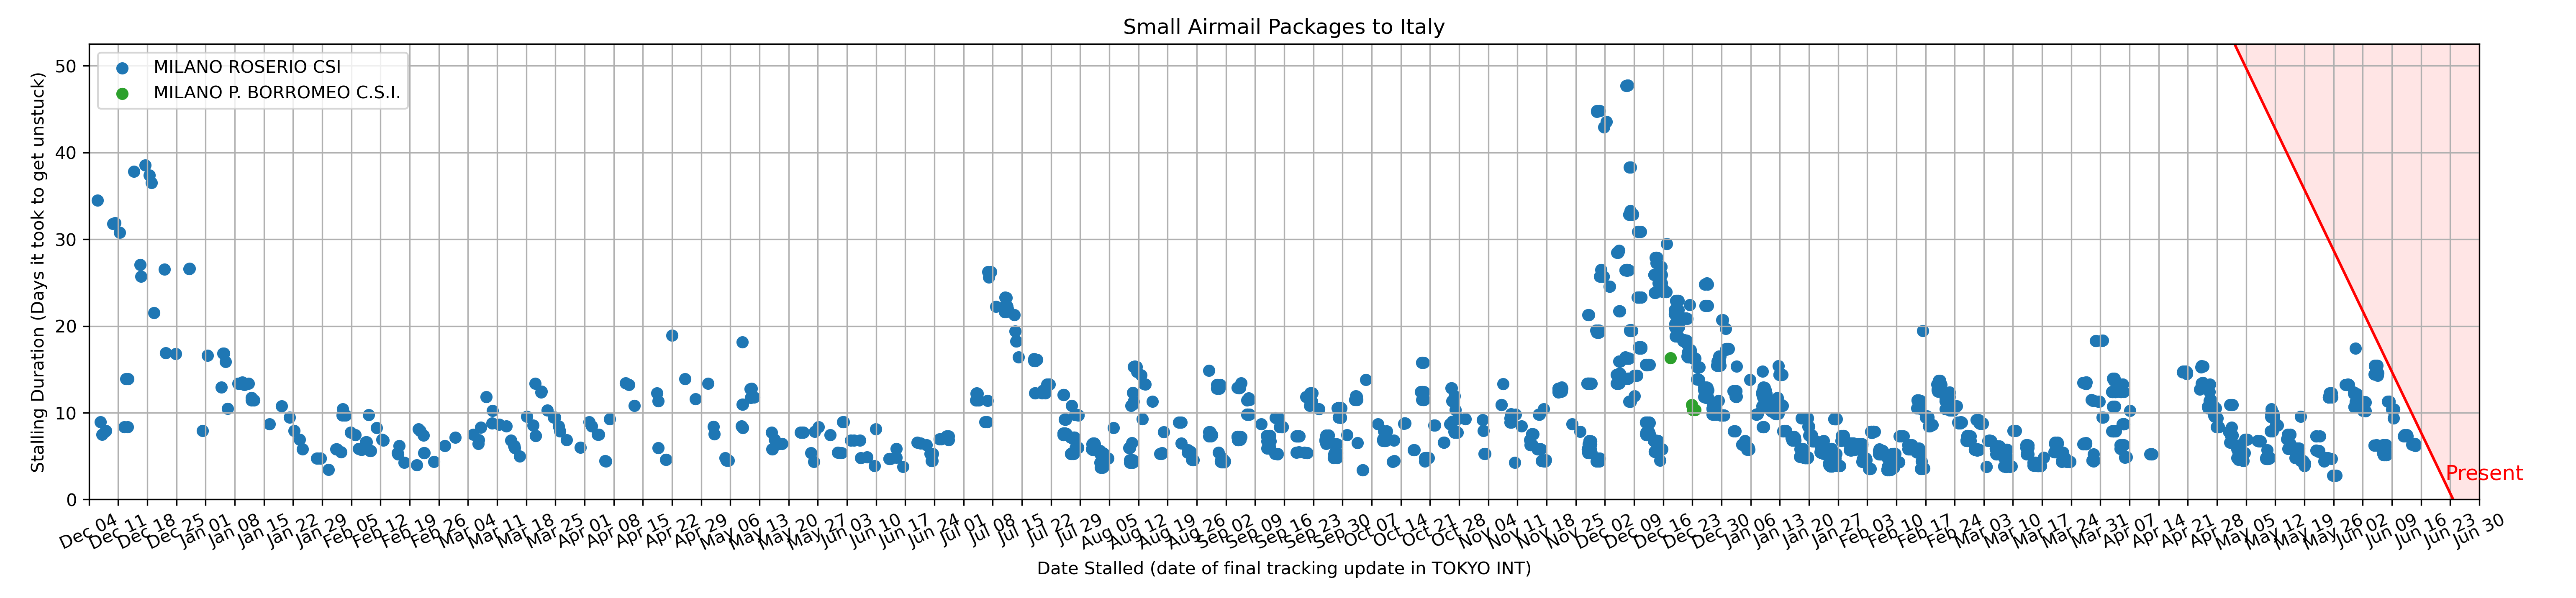 Small Airmail Packages to Italy
MILANO ROSERIO CSI
MILANO P. BORROMEO C.S.I.
Stalling Duration (Days it took to get unstuck)
50
40
30
20
10
0
Present
Dec 04
Dec 11
Dec 18
Dec 25
Jan 01
Jan 08
Jan 15
Jan 22
Jan 29
Feb 05
Feb 12
Feb 19
Feb 26
Mar 04
Mar 11
Mar 18
Mar 25
Apr 01
Apr 08
Apr 15
Apr 22
Apr 29
May 06
May 13
May 20
May 27
Jun 03
Jun 10
Jun 17
Jun 24
Jul 01
Jul 08
Jul 15
Jul 22
Jul 29
Aug 05
Aug 12
Aug 19
Aug 26
Sep 02
Sep 09
Sep 16
Sep 23
Sep 30
Oct 07
Oct 14
Oct 21
Oct 28
Nov 04
Nov 11
Nov 18
Nov 25
Dec 02
Dec 09
Dec 16
Dec 23
Dec 30
Jan 06
Jan 13
Jan 20
Jan 27
Feb 03
Feb 10
Feb 17
Feb 24
Mar 03
Mar 10
Mar 17
Mar 24
Mar 31
Apr 07
Apr 14
Apr 21
Apr 28
May 05
May 12
May 19
May 26
Jun 02
Jun 09
Jun 16
Jun 23
Jun 30
Date Stalled (date of final tracking update in TOKYO INT)